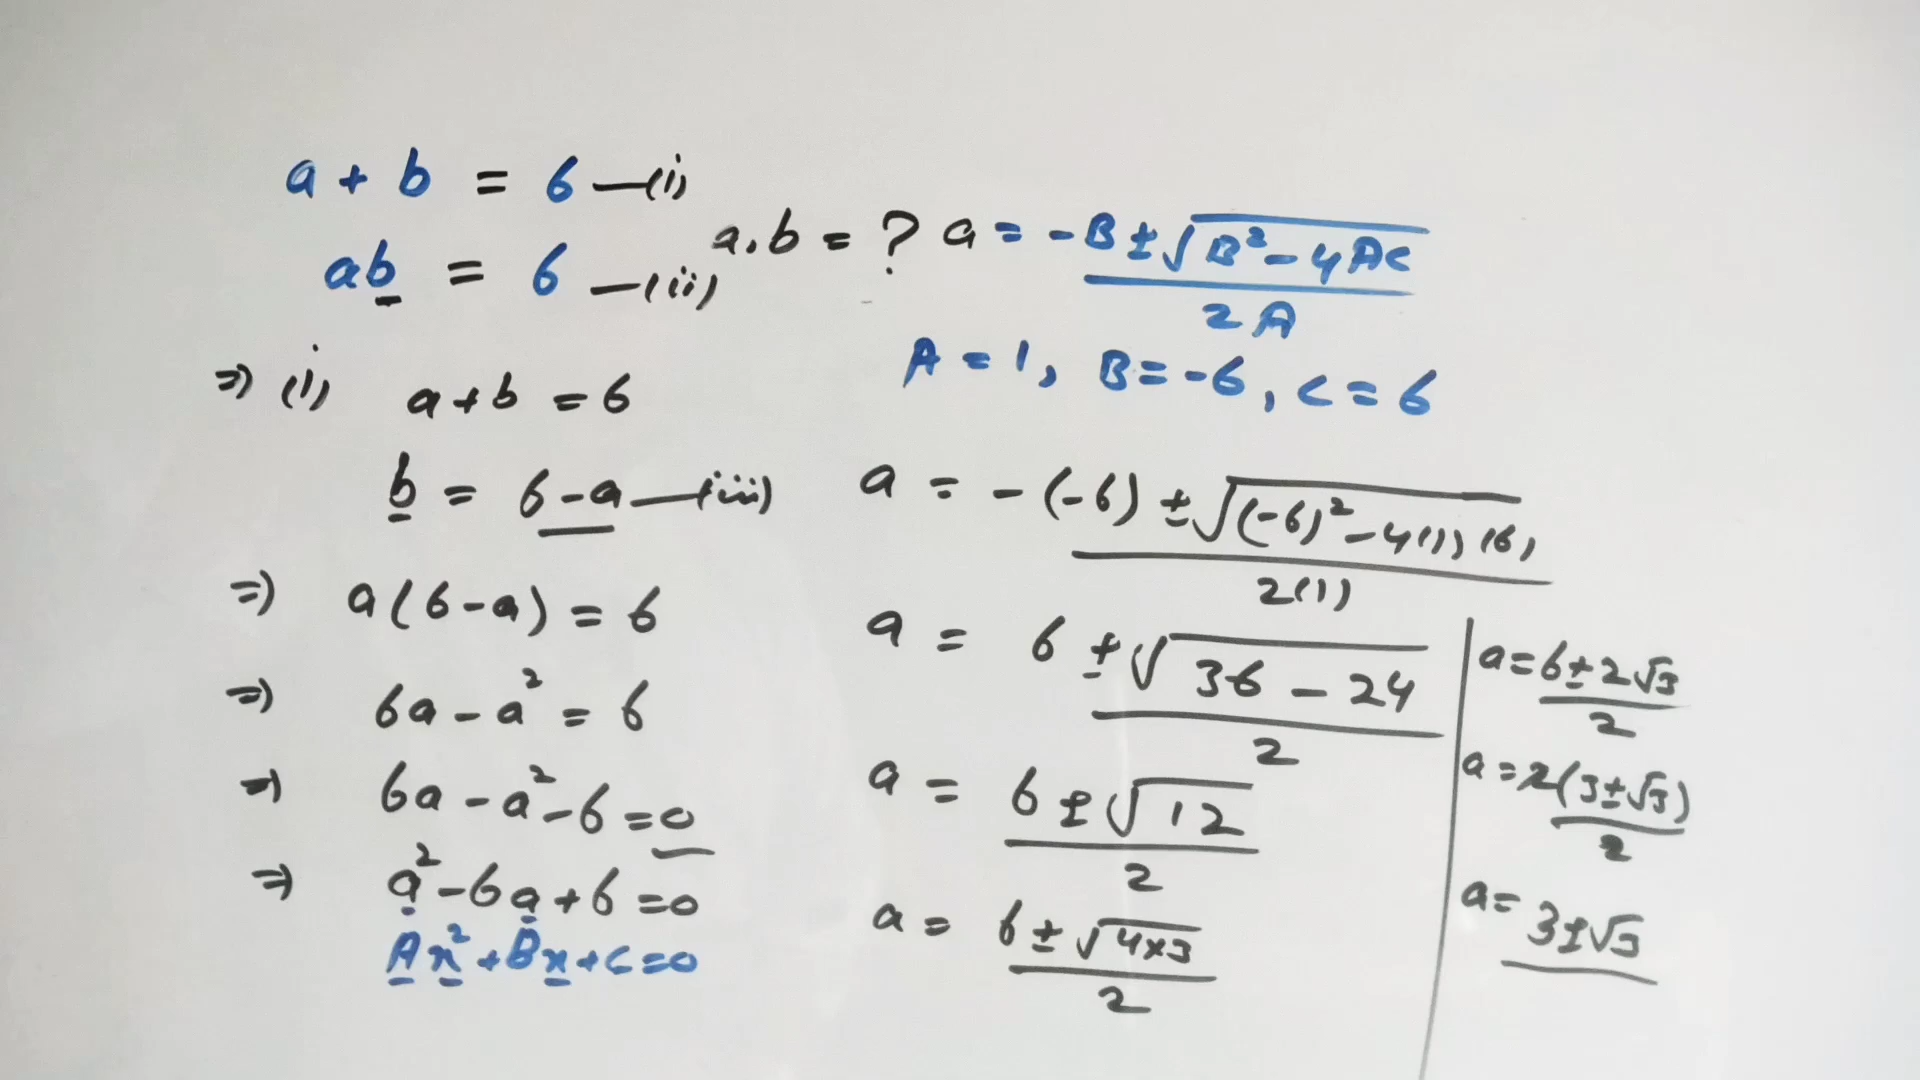 a + b = 6 —(i)
ab = 6 —(ii)
a, b = ?
⇒ (i) a + b = 6
b = 6 - a —(iii)
⇒ a(6 - a) = 6
⇒ 6a - a² = 6
⇒ 6a - a² - 6 = 0
⇒ a² - 6a + 6 = 0
Ax² + Bx + C = 0
a = -B ± √(B² - 4AC) / 2A
A = 1, B = -6, C = 6
a = -(-6) ± √((-6)² - 4(1)(6)) / 2(1)
a = 6 ± √(36 - 24) / 2
a = 6 ± √12 / 2
a = 6 ± √(4×3) / 2
a = 6 ± 2√3 / 2
a = 2(3 ± √3) / 2
a = 3 ± √3